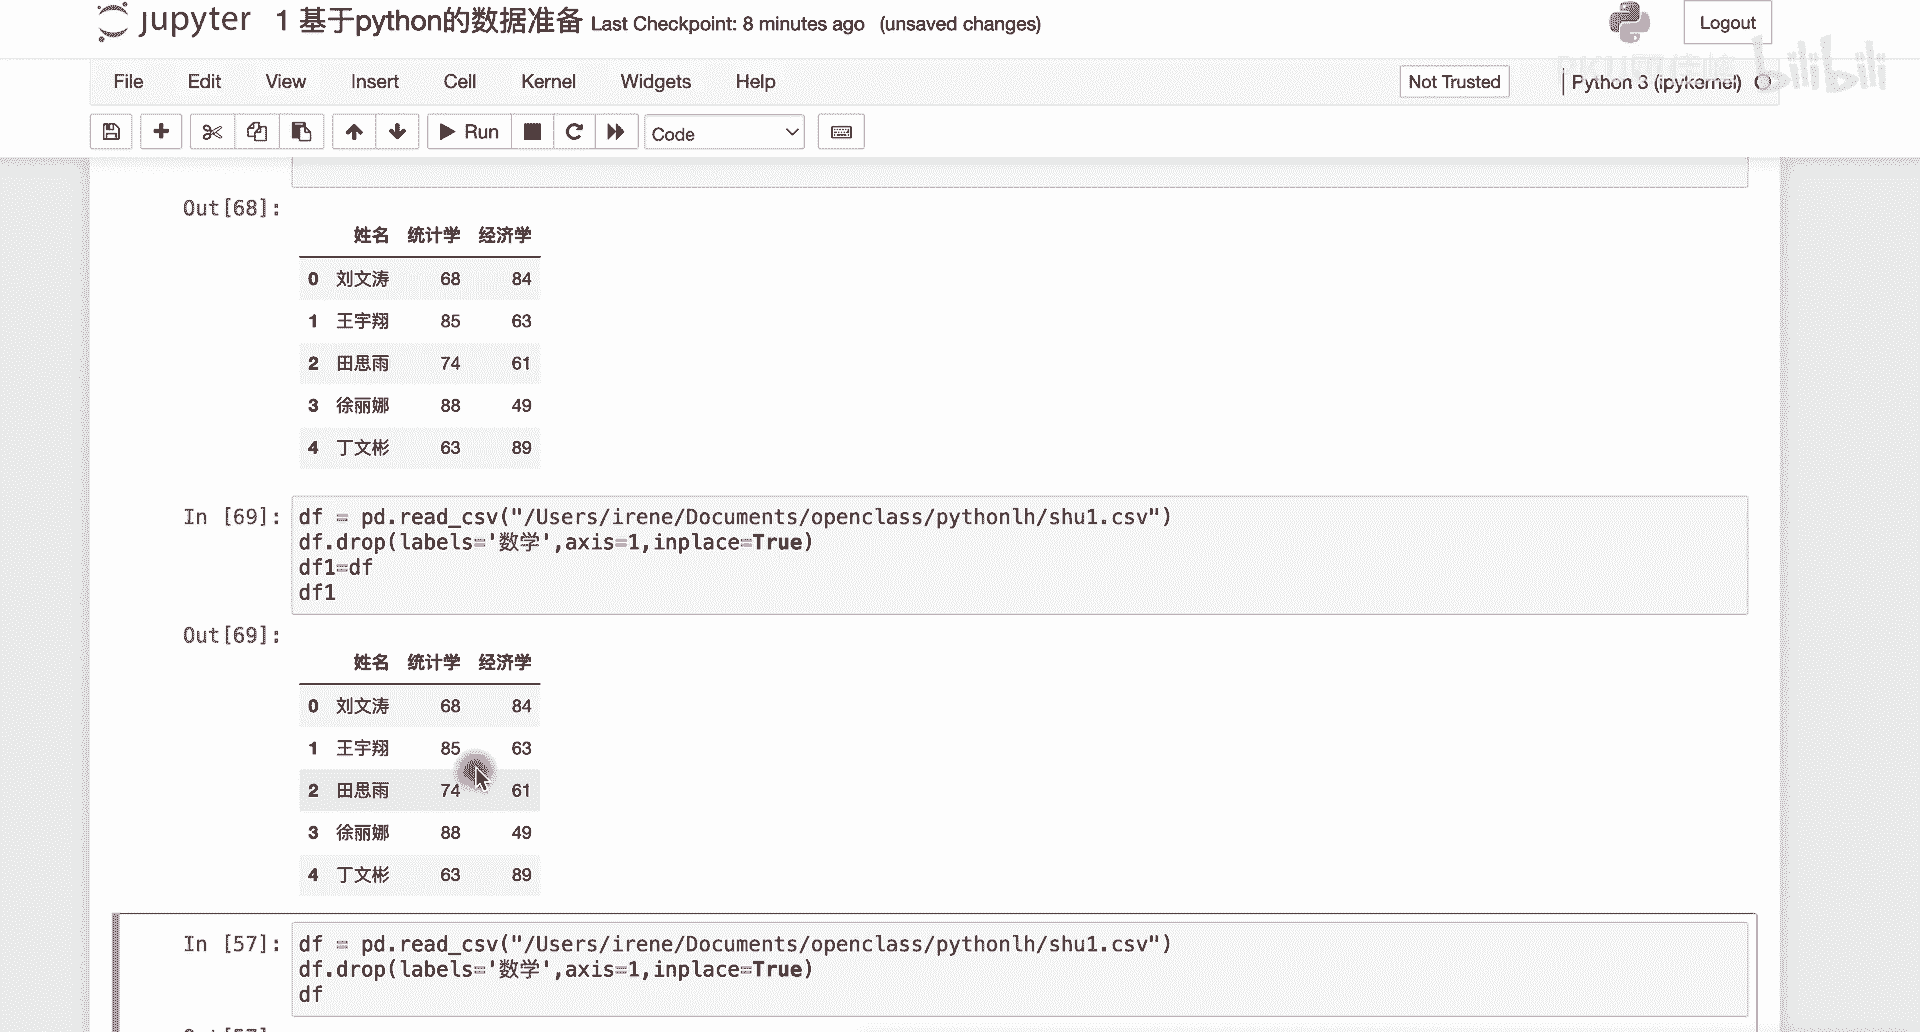 jupyter 1 基于python的数据准备 Last Checkpoint: 8 minutes ago (unsaved changes) Logout
File Edit View Insert Cell Kernel Widgets Help Not Trusted Python 3 (ipykernel)
bilibili
Run Code
Out[68]:
姓名 统计学 经济学
0 刘文涛 68 84
1 王宇翔 85 63
2 田思雨 74 61
3 徐丽娜 88 49
4 丁文彬 63 89
In [69]: df = pd.read_csv("/Users/irene/Documents/openclass/pythonlh/shu1.csv")
df.drop(labels='数学',axis=1,inplace=True)
df1=df
df1
Out[69]:
姓名 统计学 经济学
0 刘文涛 68 84
1 王宇翔 85 63
2 田思雨 74 61
3 徐丽娜 88 49
4 丁文彬 63 89
In [57]: df = pd.read_csv("/Users/irene/Documents/openclass/pythonlh/shu1.csv")
df.drop(labels='数学',axis=1,inplace=True)
df